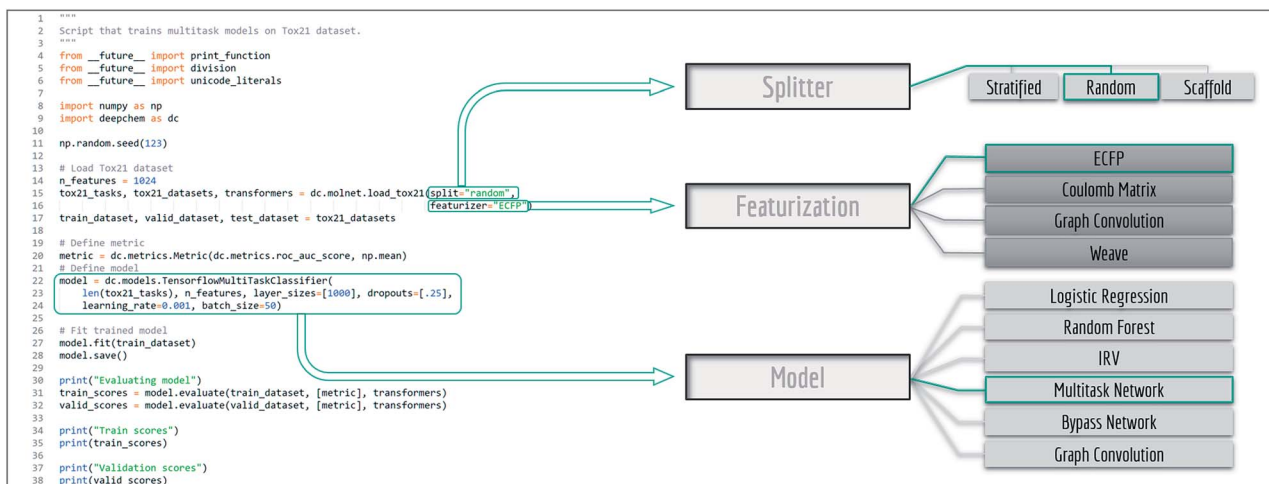 1 """
2 Script that trains multitask models on Tox21 dataset.
3 """
4 from __future__ import print_function
5 from __future__ import division
6 from __future__ import unicode_literals
7
8 import numpy as np
9 import deepchem as dc
10
11 np.random.seed(123)
12
13 # Load Tox21 dataset
14 n_features = 1024
15 tox21_tasks, tox21_datasets, transformers = dc.molnet.load_tox21(split="random",
16 featurizer="ECFP")
17 train_dataset, valid_dataset, test_dataset = tox21_datasets
18
19 # Define metric
20 metric = dc.metrics.Metric(dc.metrics.roc_auc_score, np.mean)
21 # Define model
22 model = dc.models.TensorflowMultiTaskClassifier(
23     len(tox21_tasks), n_features, layer_sizes=[1000], dropouts=[.25],
24     learning_rate=0.001, batch_size=50)
25
26 # Fit trained model
27 model.fit(train_dataset)
28 model.save()
29
30 print("Evaluating model")
31 train_scores = model.evaluate(train_dataset, [metric], transformers)
32 valid_scores = model.evaluate(valid_dataset, [metric], transformers)
33
34 print("Train scores")
35 print(train_scores)
36
37 print("Validation scores")
38 print(valid_scores)
Splitter
Stratified Random Scaffold
Featurization
ECFP
Coulomb Matrix
Graph Convolution
Weave
Model
Logistic Regression
Random Forest
IRV
Multitask Network
Bypass Network
Graph Convolution